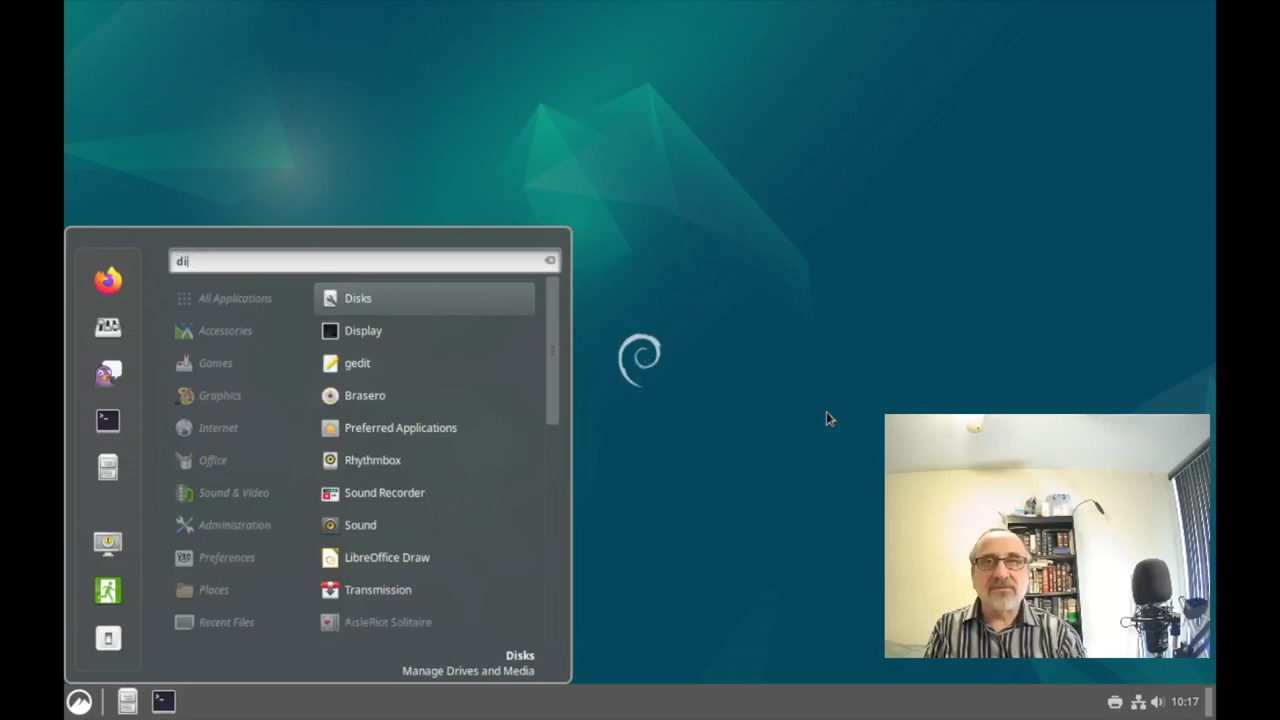 di
All Applications
Accessories
Games
Graphics
Internet
Office
Sound & Video
Administration
Preferences
Places
Recent Files
Disks
Display
gedit
Brasero
Preferred Applications
Rhythmbox
Sound Recorder
Sound
LibreOffice Draw
Transmission
AisleRiot Solitaire
Disks
Manage Drives and Media
10:17